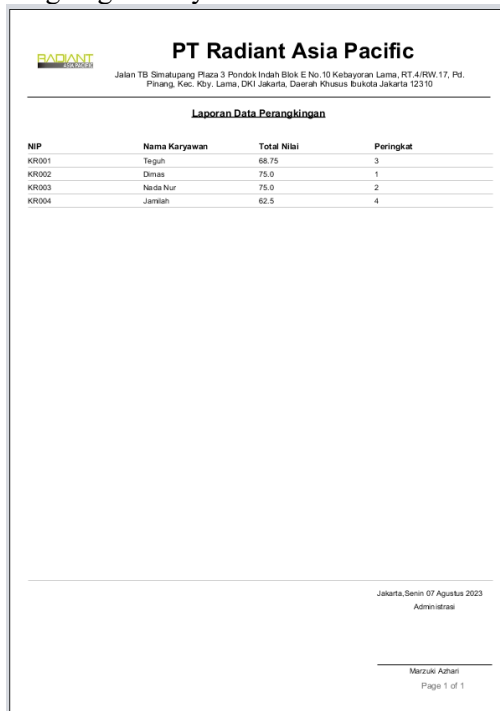 RADIANT
ASIA PACIFIC
PT Radiant Asia Pacific
Jalan TB Simatupang Plaza 3 Pondok Indah Blok E No.10 Kebayoran Lama, RT.4/RW.17, Pd.
Pinang, Kec. Kby. Lama, DKI Jakarta, Daerah Khusus Ibukota Jakarta 12310
Laporan Data Perangkingan
NIP Nama Karyawan Total Nilai Peringkat
KR001 Teguh 68.75 3
KR002 Dimas 75.0 1
KR003 Nada Nur 75.0 2
KR004 Jamilah 62.5 4
Jakarta,Senin 07 Agustus 2023
Administrasi
Marzuki Azhari
Page 1 of 1